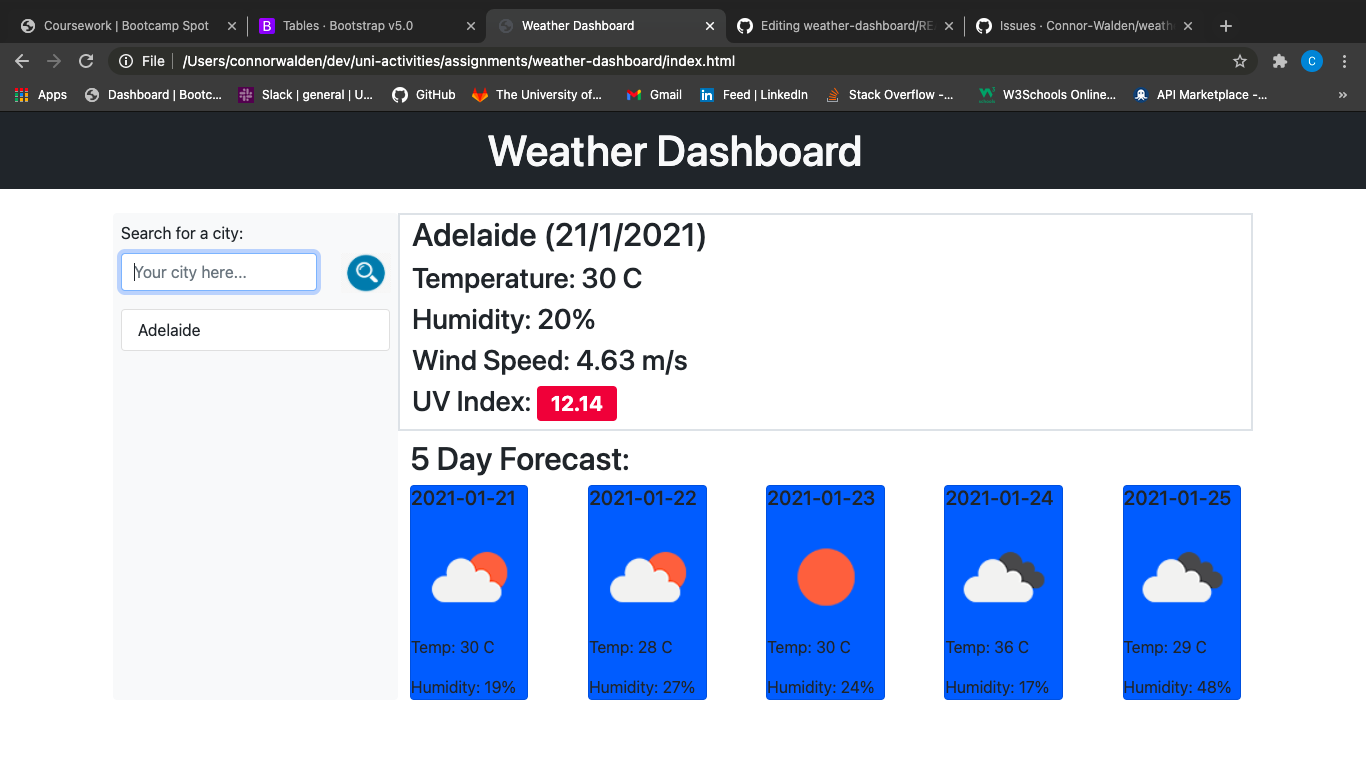 Coursework | Bootcamp Spot
Tables · Bootstrap v5.0
Weather Dashboard
Editing weather-dashboard/RE
Issues · Connor-Walden/weath
File
/Users/connorwalden/dev/uni-activities/assignments/weather-dashboard/index.html
C
Apps
Dashboard | Bootc...
Slack | general | U...
GitHub
The University of...
Gmail
Feed | LinkedIn
Stack Overflow -...
W3Schools Online...
API Marketplace -...
»
Weather Dashboard
Search for a city:
Your city here...
Adelaide
Adelaide (21/1/2021)
Temperature: 30 C
Humidity: 20%
Wind Speed: 4.63 m/s
UV Index: 12.14
5 Day Forecast:
2021-01-21
Temp: 30 C
Humidity: 19%
2021-01-22
Temp: 28 C
Humidity: 27%
2021-01-23
Temp: 30 C
Humidity: 24%
2021-01-24
Temp: 36 C
Humidity: 17%
2021-01-25
Temp: 29 C
Humidity: 48%